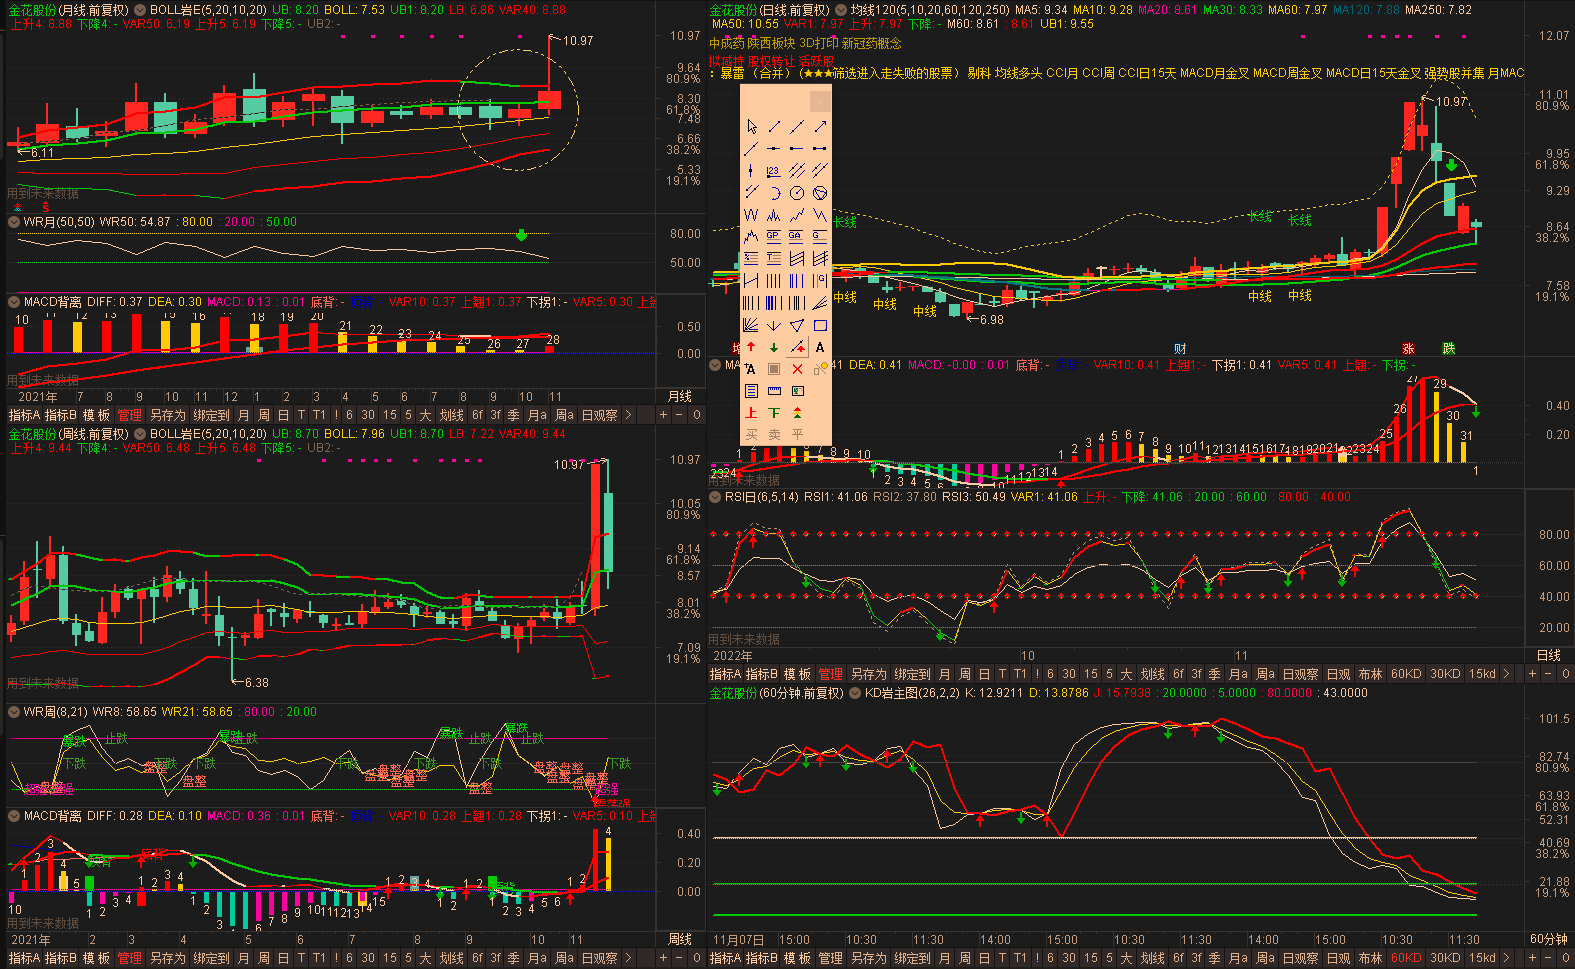 金花股份(月线.前复权) BOLL岩E(5,20,10,20) UB: 8.20 BOLL: 7.53 UB1: 8.20 LB: 6.86 VAR40: 8.88
上升4: 8.88 下降4:- VAR50: 6.19 上升5: 6.19 下降5:- UB2:-
10.97
10.97
9.64
80.9%
8.30
61.8%
7.48
6.66
38.2%
5.33
19.1%
6.11
用到未来数据
WR月(50,50) WR50: 54.87 : 80.00 : 20.00 : 50.00
80.00
50.00
MACD背离 DIFF: 0.37 DEA: 0.30 MACD: 0.13 : 0.01 底背:- VAR10: 0.37 上翘1: 0.37 下拐1:- VAR5: 0.30
10 11 12 13 15 16 17 18 19 20 21 22 23 24 25 26 27 28
0.50
0.00
用到未来数据
2021年 7 8 9 10 11 12 1 2 3 4 5 6 7 8 9 10 11 月线
指标A 指标B 模 板 管理 另存为 绑定到 月 周 日 T T1 ! 6 30 15 5 大 划线 6f 3f 季 月a 周a 日观察 > + − 0
金花股份(周线.前复权) BOLL岩E(5,20,10,20) UB: 8.70 BOLL: 7.96 UB1: 8.70 LB: 7.22 VAR40: 9.44
上升4: 9.44 下降4:- VAR50: 6.48 上升5: 6.48 下降5:- UB2:-
10.97
10.97
10.05
80.9%
9.14
61.8%
8.57
8.01
38.2%
7.09
19.1%
6.38
用到未来数据
WR周(8,21) WR8: 58.65 WR21: 58.65 : 80.00 : 20.00
暴跌 止跌 暴跌 止跌 暴跌 止跌 暴跌 止跌
下跌 下跌 下跌 下跌 下跌 下跌 下跌
盘整 盘整 盘整 盘整 盘整 盘整 盘整 盘整
MACD背离 DIFF: 0.28 DEA: 0.10 MACD: 0.36 : 0.01 底背:- VAR10: 0.28 上翘1: 0.28 下拐1:- VAR5: 0.10
0.40
0.20
0.00
用到未来数据
2021年 2 3 4 5 6 7 8 9 10 11 周线
指标A 指标B 模 板 管理 另存为 绑定到 月 周 日 T T1 ! 6 30 15 5 大 划线 6f 3f 季 月a 周a 日观察 > + − 0
金花股份(日线.前复权) 均线120(5,10,20,60,120,250) MA5: 9.34 MA10: 9.28 MA20: 8.61 MA30: 8.33 MA60: 7.97 MA120: 7.88 MA250: 7.82
MA50: 10.55 VAR1: 7.97 上升: 7.97 下降:- M60: 8.61 : 8.61 UB1: 9.55
中成药 陕西板块 3D打印 新冠药概念
拟减持 股权转让 活跃股
: 暴雷 （合并）(★★★筛选进入走失败的股票） 剔科 均线多头 CCI月 CCI周 CCI日15天 MACD月金叉 MACD周金叉 MACD日15天金叉 强势股并集 月MAC
12.07
11.01
80.9%
9.95
61.8%
9.29
8.64
38.2%
7.58
19.1%
10.97
长线 长线 长线
中线 中线 中线 中线 中线
6.98
财 涨 跌
上 下
买 卖 平
DEA: 0.41 MACD: -0.00 : 0.01 底背:- VAR10: 0.41 上翘1:- 下拐1: 0.41 VAR5: 0.41 上翘:- 下拐:
0.40
0.20
用到未来数据
RSI日(6,5,14) RSI1: 41.06 RSI2: 37.80 RSI3: 50.49 VAR1: 41.06 上升:- 下降: 41.06 : 20.00 : 60.00 : 80.00 : 40.00
80.00
60.00
40.00
20.00
用到未来数据
2022年 10 11 日线
指标A 指标B 模 板 管理 另存为 绑定到 月 周 日 T T1 ! 6 30 15 5 大 划线 6f 3f 季 月a 周a 日观察 日观 布林 60KD 30KD 15kd > + − 0
金花股份(60分钟.前复权) KD岩主图(26,2,2) K: 12.9211 D: 13.8786 J: 15.7938 : 20.0000 : 5.0000 : 80.0000 : 43.0000
101.5
82.74
80.9%
63.93
61.8%
52.31
40.69
38.2%
21.88
19.1%
11月07日 15:00 10:30 11:30 14:00 15:00 10:30 11:30 14:00 15:00 10:30 11:30 60分钟
指标A 指标B 模 板 管理 另存为 绑定到 月 周 日 T T1 ! 6 30 15 5 大 划线 6f 3f 季 月a 周a 日观察 日观 布林 60KD 30KD 15kd > + − 0